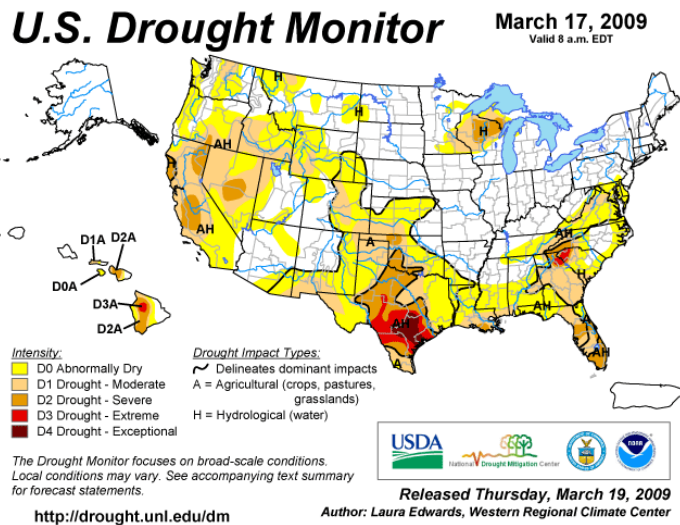 U.S. Drought Monitor
March 17, 2009
Valid 8 a.m. EDT
H
H
H
AH
H
AH
A
AH
H
AH
AH
A
AH
A
AH
D1A
D2A
D0A
D3A
D2A
Intensity:
D0 Abnormally Dry
D1 Drought - Moderate
D2 Drought - Severe
D3 Drought - Extreme
D4 Drought - Exceptional
Drought Impact Types:
Delineates dominant impacts
A = Agricultural (crops, pastures,
grasslands)
H = Hydrological (water)
The Drought Monitor focuses on broad-scale conditions.
Local conditions may vary. See accompanying text summary
for forecast statements.
http://drought.unl.edu/dm
USDA
National Drought Mitigation Center
Released Thursday, March 19, 2009
Author: Laura Edwards, Western Regional Climate Center